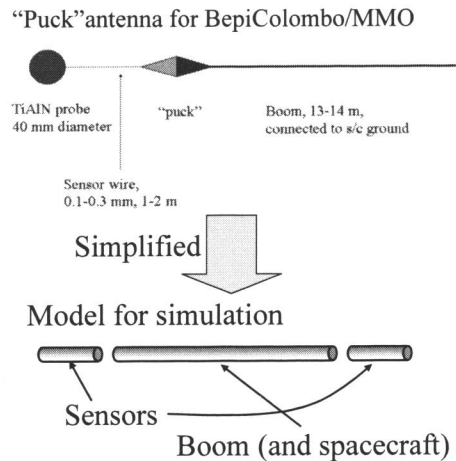 “Puck”antenna for BepiColombo/MMO
TiAlN probe
40 mm diameter
“puck”
Boom, 13-14 m,
connected to s/c ground
Sensor wire,
0.1-0.3 mm, 1-2 m
Simplified
Model for simulation
Sensors
Boom (and spacecraft)